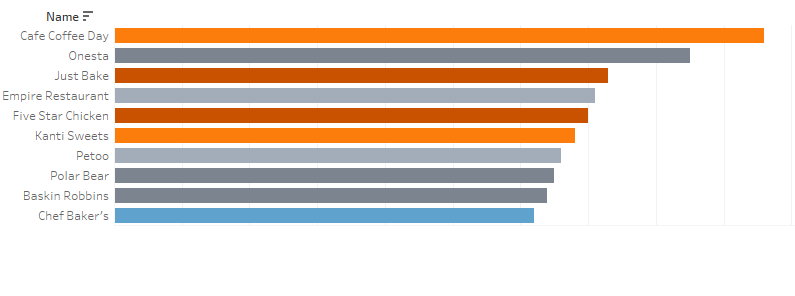 Name
Cafe Coffee Day
Onesta
Just Bake
Empire Restaurant
Five Star Chicken
Kanti Sweets
Petoo
Polar Bear
Baskin Robbins
Chef Baker's